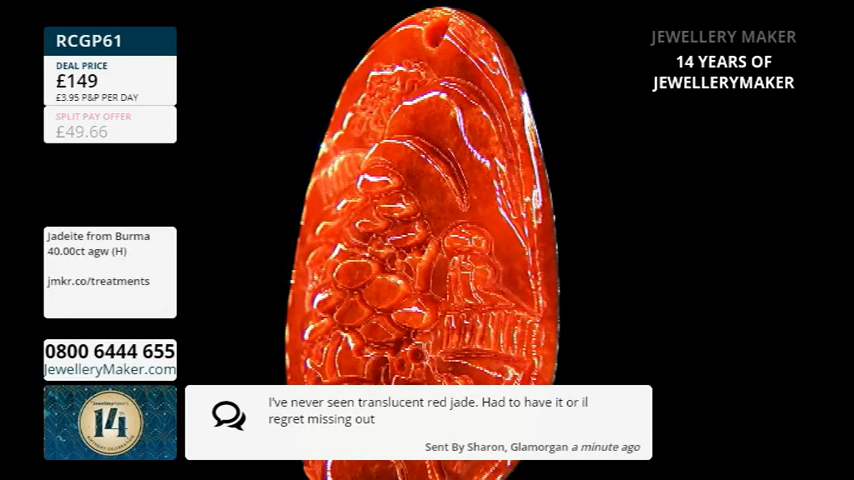 RCGP61
DEAL PRICE
£149
£3.95 P&P PER DAY
SPLIT PAY OFFER
£49.66
JEWELLERY MAKER
14 YEARS OF
JEWELLERYMAKER
Jadeite from Burma
40.00ct agw (H)
jmkr.co/treatments
0800 6444 655
JewelleryMaker.com
14
I've never seen translucent red jade. Had to have it or il
regret missing out
Sent By Sharon, Glamorgan a minute ago